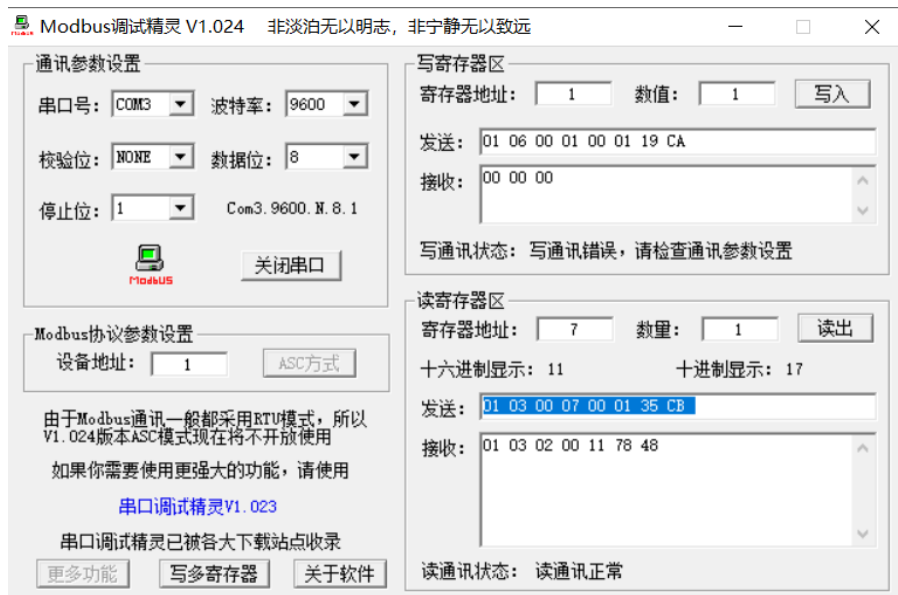 Modbus调试精灵 V1.024 非淡泊无以明志，非宁静无以致远
通讯参数设置
串口号： COM3 波特率： 9600
校验位： NONE 数据位： 8
停止位： 1 Com3.9600.N.8.1
ModbUS
关闭串口
Modbus协议参数设置
设备地址： 1 ASC方式
由于Modbus通讯一般都采用RTU模式，所以
V1.024版本ASC模式现在将不开放使用
如果你需要使用更强大的功能，请使用
串口调试精灵V1.023
串口调试精灵已被各大下载站点收录
更多功能 写多寄存器 关于软件
写寄存器区
寄存器地址： 1 数值： 1 写入
发送： 01 06 00 01 00 01 19 CA
接收： 00 00 00
写通讯状态： 写通讯错误，请检查通讯参数设置
读寄存器区
寄存器地址： 7 数量： 1 读出
十六进制显示： 11 十进制显示： 17
发送： 01 03 00 07 00 01 35 CB
接收： 01 03 02 00 11 78 48
读通讯状态： 读通讯正常